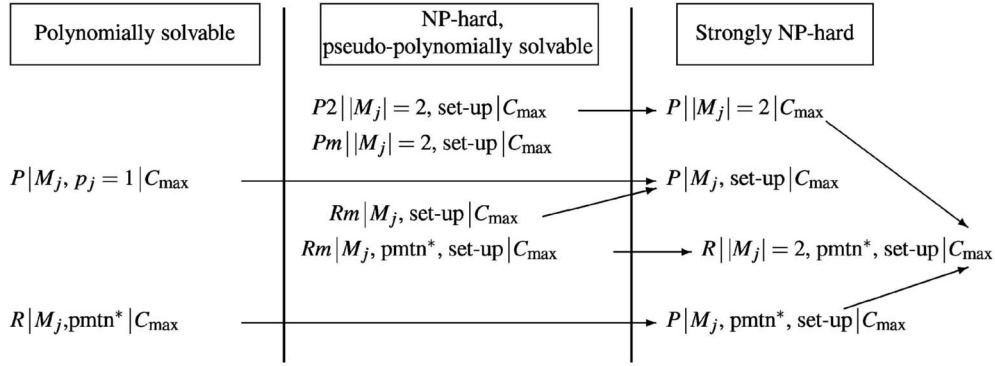 Polynomially solvable
NP-hard,
pseudo-polynomially solvable
Strongly NP-hard
P2||M_j| = 2, set-up|C_max
P||M_j| = 2|C_max
Pm||M_j| = 2, set-up|C_max
P|M_j, p_j = 1|C_max
P|M_j, set-up|C_max
Rm|M_j, set-up|C_max
Rm|M_j, pmtn*, set-up|C_max
R||M_j| = 2, pmtn*, set-up|C_max
R|M_j,pmtn*|C_max
P|M_j, pmtn*, set-up|C_max